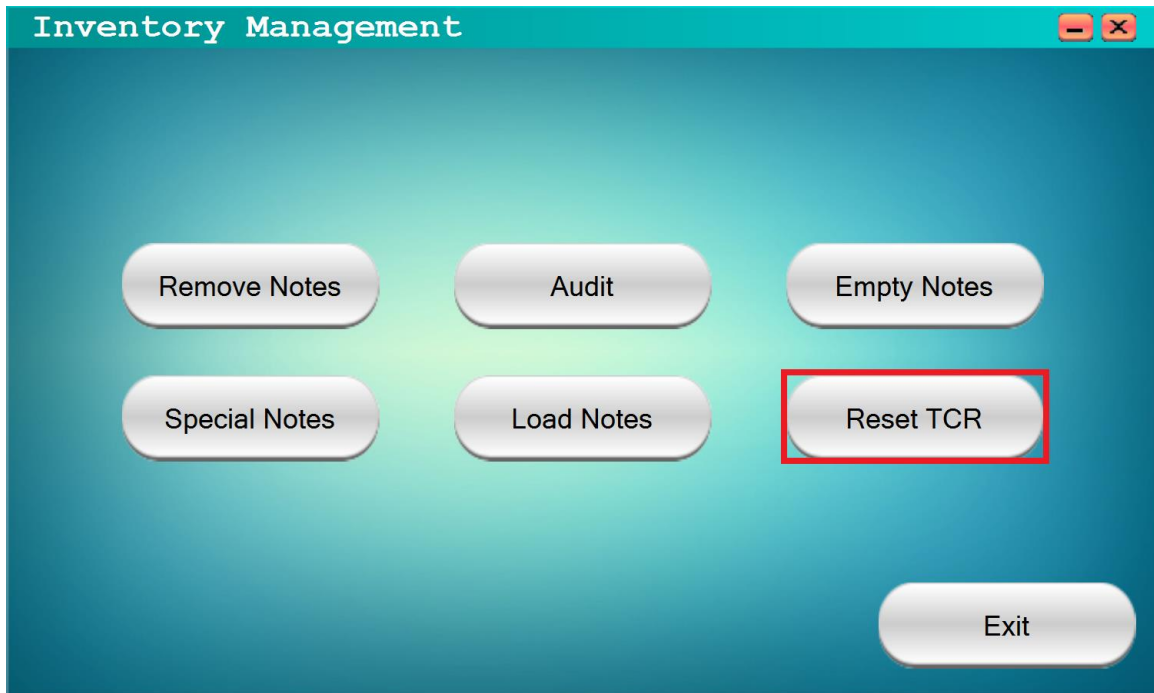 Inventory Management
Remove Notes
Audit
Empty Notes
Special Notes
Load Notes
Reset TCR
Exit